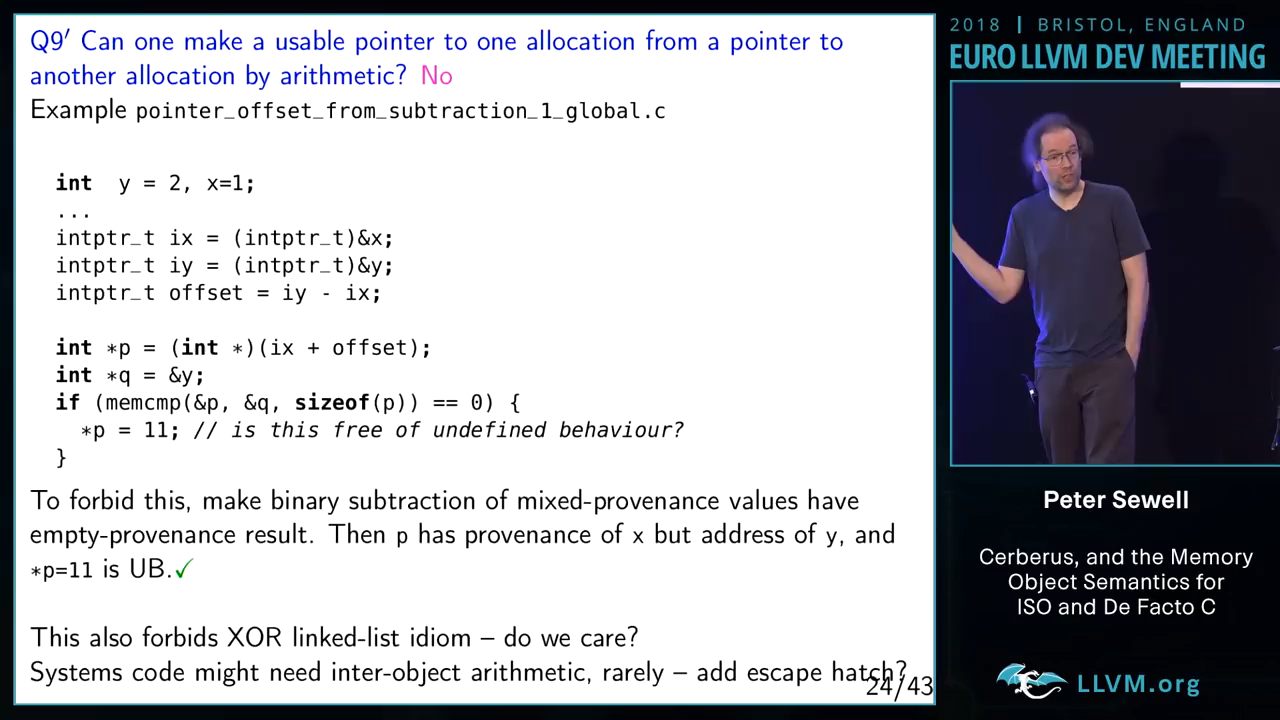 Q9′ Can one make a usable pointer to one allocation from a pointer to
another allocation by arithmetic? No
Example pointer_offset_from_subtraction_1_global.c
int y = 2, x=1;
...
intptr_t ix = (intptr_t)&x;
intptr_t iy = (intptr_t)&y;
intptr_t offset = iy - ix;
int *p = (int *)(ix + offset);
int *q = &y;
if (memcmp(&p, &q, sizeof(p)) == 0) {
*p = 11; // is this free of undefined behaviour?
}
To forbid this, make binary subtraction of mixed-provenance values have
empty-provenance result. Then p has provenance of x but address of y, and
*p=11 is UB.✓
This also forbids XOR linked-list idiom – do we care?
Systems code might need inter-object arithmetic, rarely – add escape hatch?
24/43
2018 | BRISTOL, ENGLAND
EURO LLVM DEV MEETING
Peter Sewell
Cerberus, and the Memory
Object Semantics for
ISO and De Facto C
LLVM.org